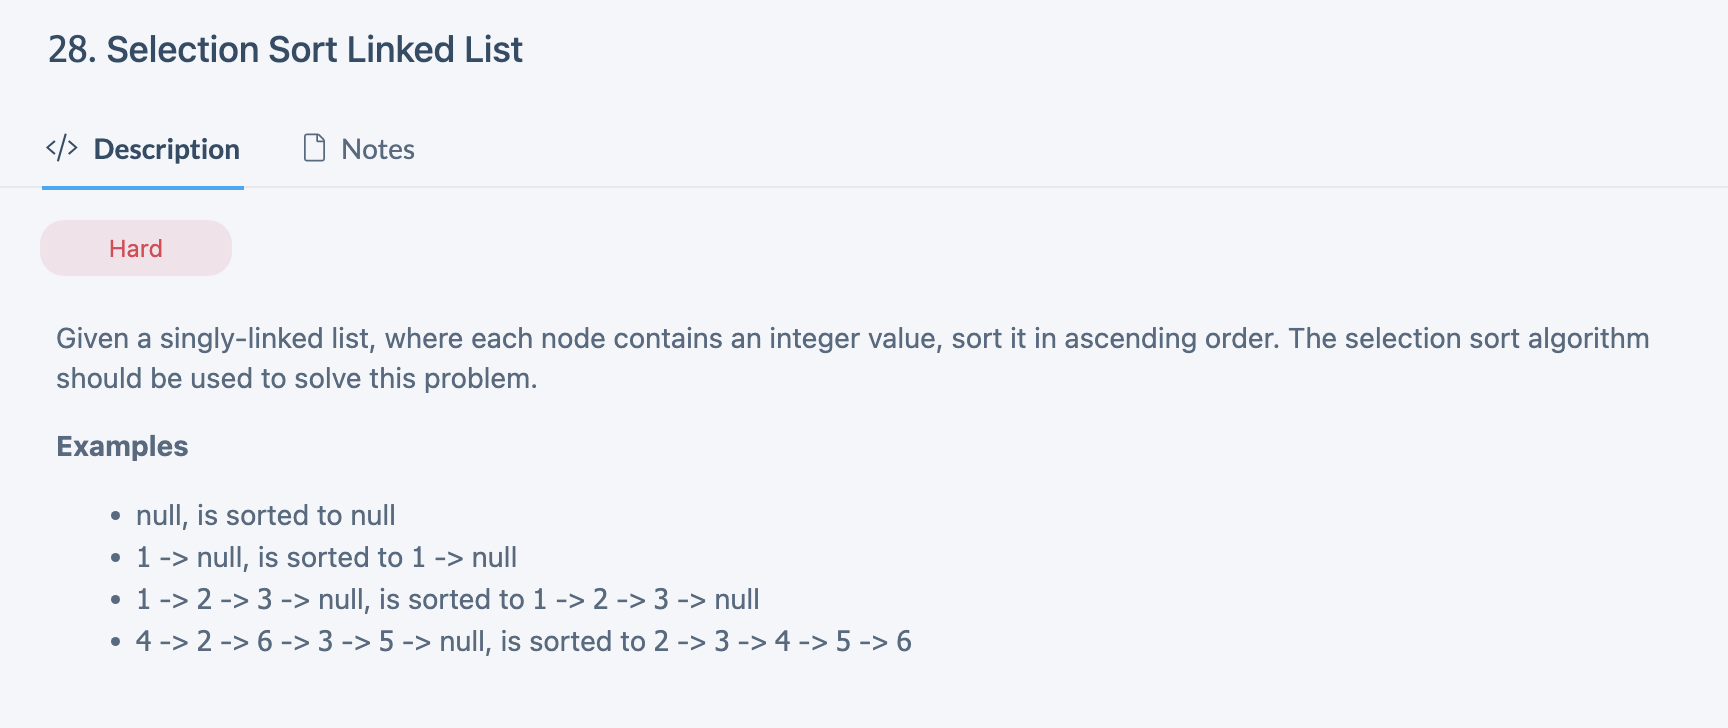 28. Selection Sort Linked List
</> Description Notes
Hard
Given a singly-linked list, where each node contains an integer value, sort it in ascending order. The selection sort algorithm
should be used to solve this problem.
Examples
• null, is sorted to null
• 1 -> null, is sorted to 1 -> null
• 1 -> 2 -> 3 -> null, is sorted to 1 -> 2 -> 3 -> null
• 4 -> 2 -> 6 -> 3 -> 5 -> null, is sorted to 2 -> 3 -> 4 -> 5 -> 6